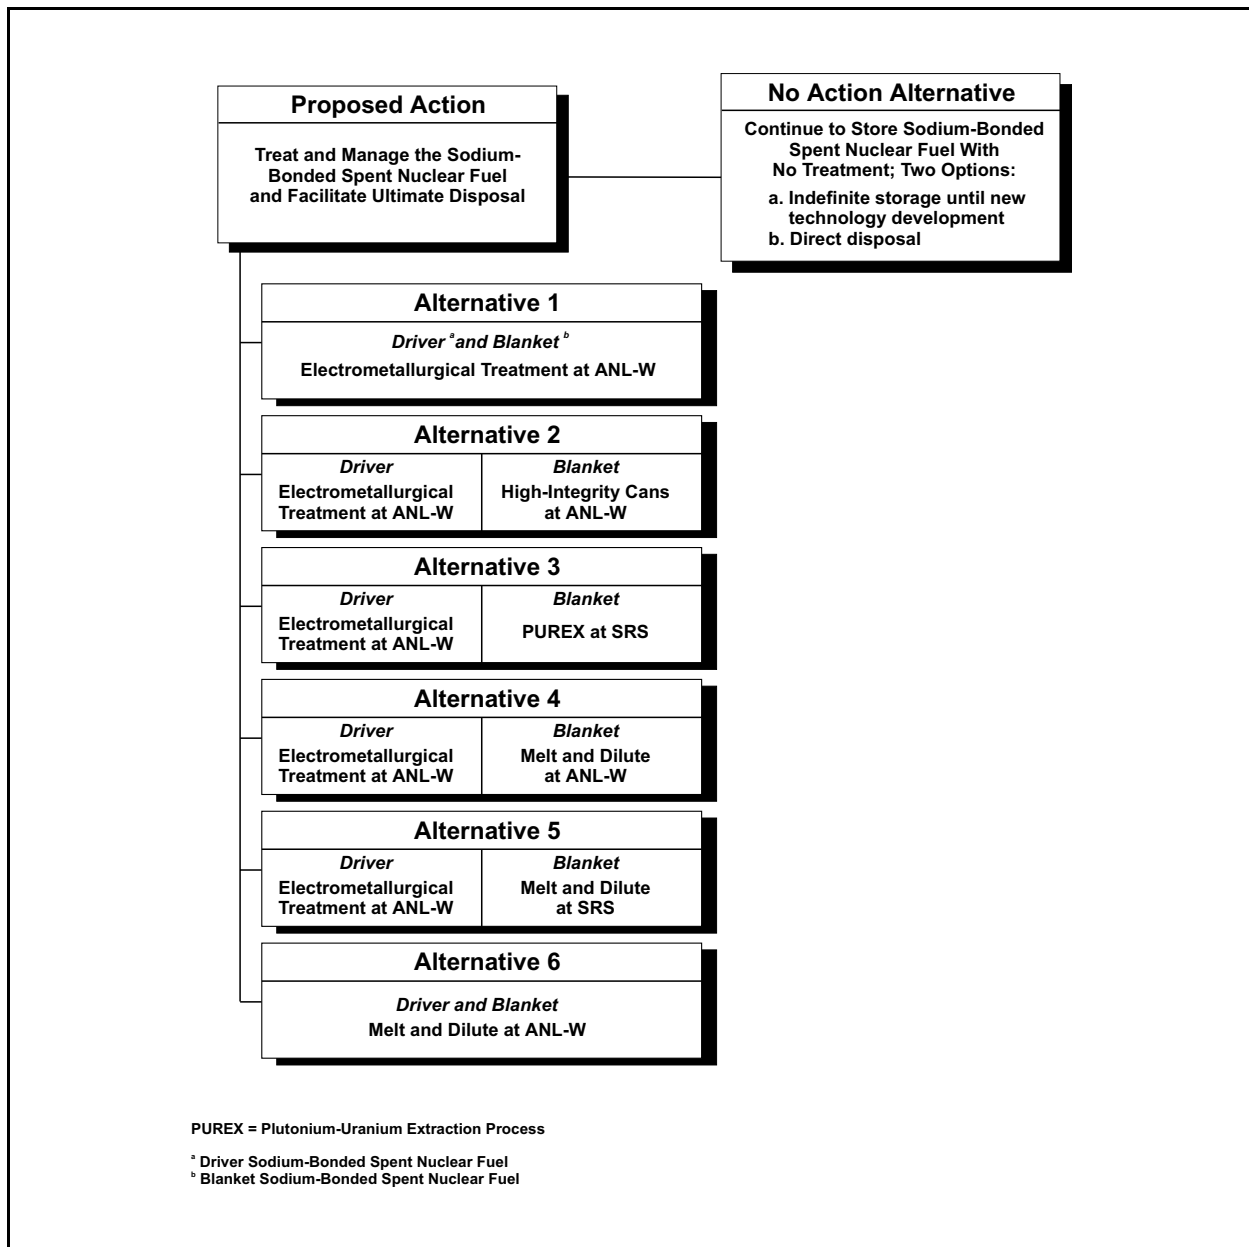 Proposed Action
Treat and Manage the Sodium-
Bonded Spent Nuclear Fuel
and Facilitate Ultimate Disposal
No Action Alternative
Continue to Store Sodium-Bonded
Spent Nuclear Fuel With
No Treatment; Two Options:
a. Indefinite storage until new
technology development
b. Direct disposal
Alternative 1
Driver a and Blanket b
Electrometallurgical Treatment at ANL-W
Alternative 2
Driver
Electrometallurgical
Treatment at ANL-W
Blanket
High-Integrity Cans
at ANL-W
Alternative 3
Driver
Electrometallurgical
Treatment at ANL-W
Blanket
PUREX at SRS
Alternative 4
Driver
Electrometallurgical
Treatment at ANL-W
Blanket
Melt and Dilute
at ANL-W
Alternative 5
Driver
Electrometallurgical
Treatment at ANL-W
Blanket
Melt and Dilute
at SRS
Alternative 6
Driver and Blanket
Melt and Dilute at ANL-W
PUREX = Plutonium-Uranium Extraction Process
a Driver Sodium-Bonded Spent Nuclear Fuel
b Blanket Sodium-Bonded Spent Nuclear Fuel